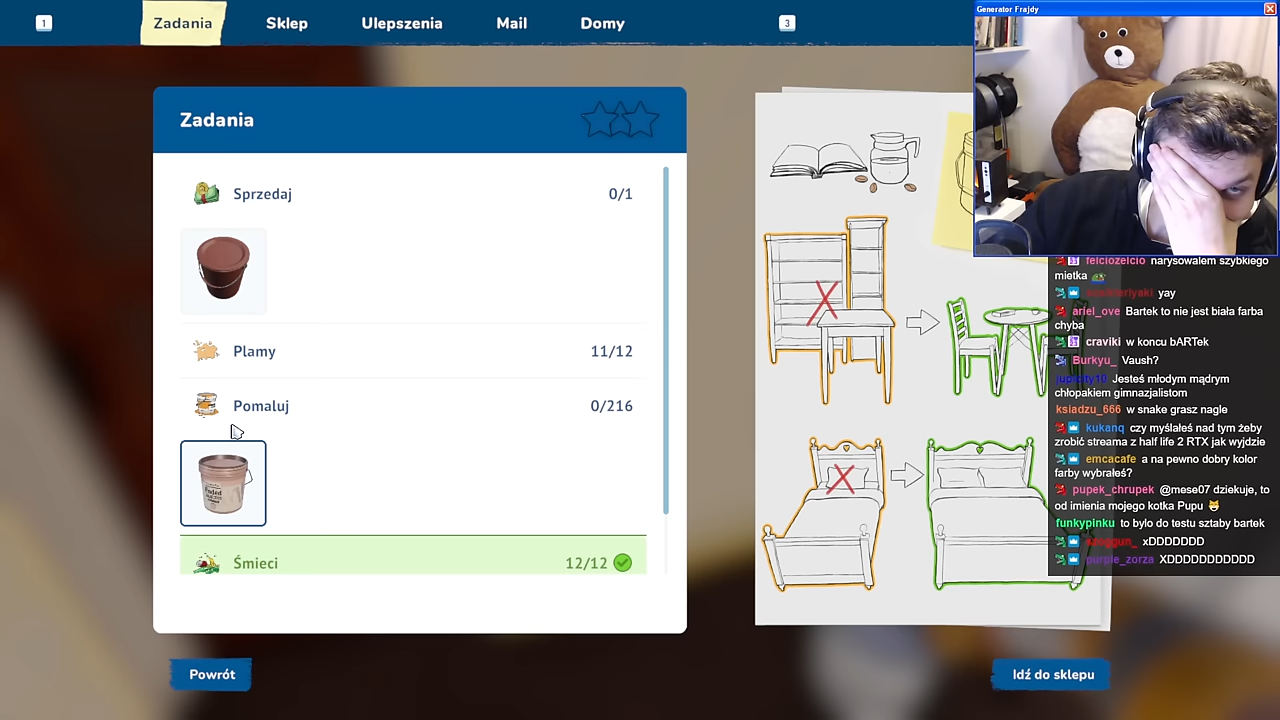 1
Zadania
Sklep
Ulepszenia
Mail
Domy
3
Generator Frajdy
Zadania
Sprzedaj
0/1
Plamy
11/12
Pomaluj
0/216
Śmieci
12/12
Powrót
Idź do sklepu
felciozelcio narysowalem szybkiego
mietka
yay
ariel_ove Bartek to nie jest biała farba
chyba
craviki w koncu bARTek
Burkyu_ Vaush?
Jesteś młodym mądrym
chłopakiem gimnazjalistom
ksiadzu_666 w snake grasz nagle
kukanq czy myślałeś nad tym żeby
zrobić streama z half life 2 RTX jak wyjdzie
emcacafe a na pewno dobry kolor
farby wybrałeś?
pupek_chrupek @mese07 dziekuje, to
od imienia mojego kotka Pupu
funkypinku to bylo do testu sztaby bartek
xDDDDDDD
purple_zorza XDDDDDDDDDDD